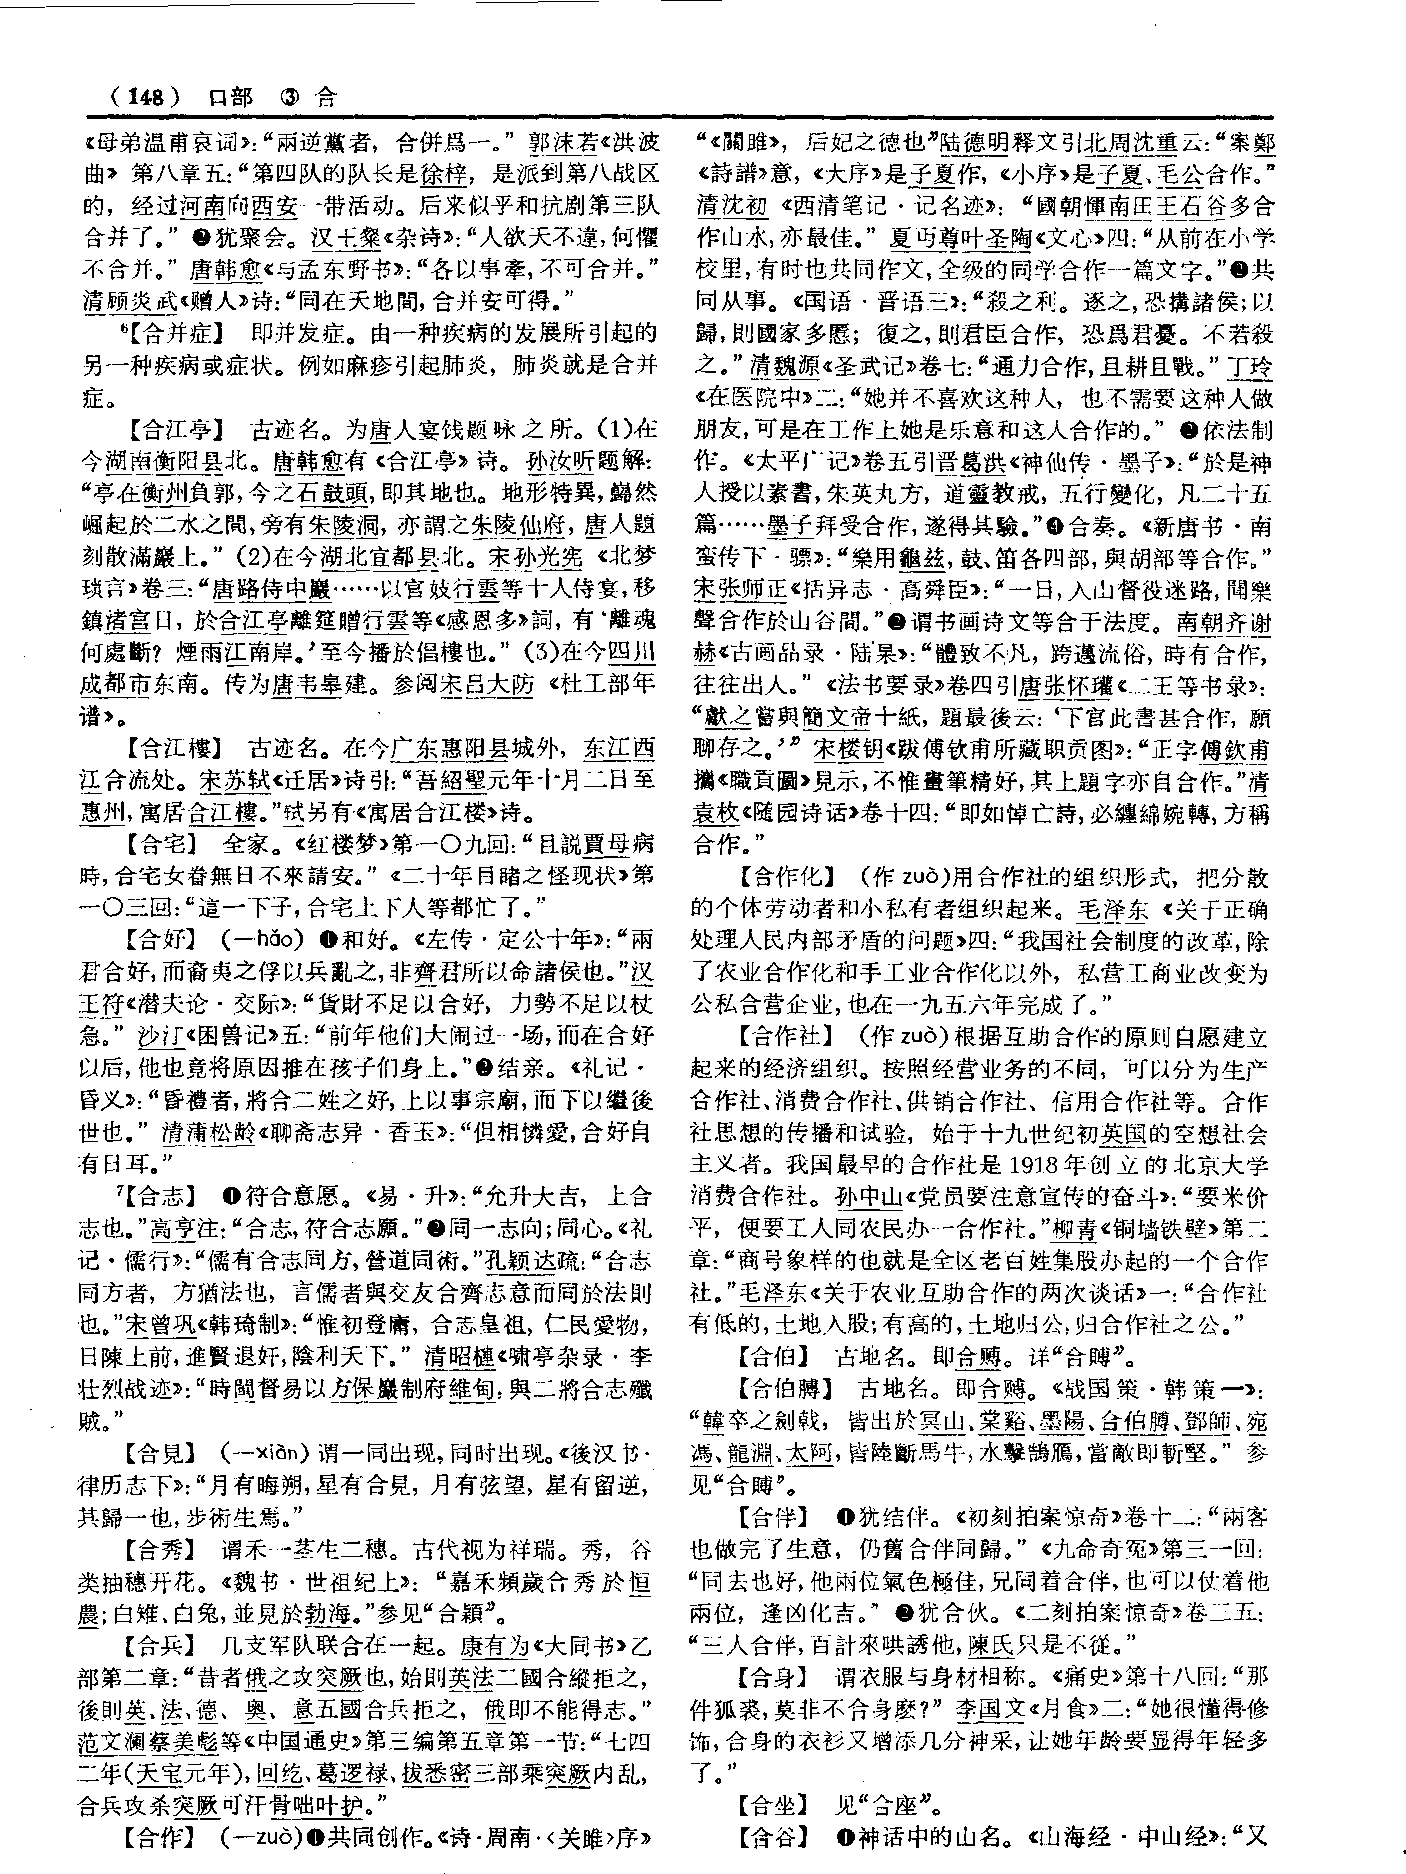 （148） 口部 ③ 合
《母弟温甫哀词》：“兩逆黨者，合併爲一。” 郭沫若《洪波
曲》第八章五：“第四队的队长是徐梓，是派到第八战区
的，经过河南向西安一带活动。后来似乎和抗剧第三队
合并了。”❷犹聚会。汉王粲《杂诗》：“人欲天不違，何懼
不合并。” 唐韩愈《与孟东野书》：“各以事牽，不可合并。”
清顾炎武《赠人》诗：“同在天地間，合并安可得。”
⁶【合并症】 即并发症。由一种疾病的发展所引起的
另一种疾病或症状。例如麻疹引起肺炎，肺炎就是合并
症。
【合江亭】 古迹名。为唐人宴饯题咏之所。(1)在
今湖南衡阳县北。唐韩愈有《合江亭》诗。孙汝听题解：
“亭在衡州負郭，今之石鼓頭，即其地也。地形特異，巋然
崛起於二水之間，旁有朱陵洞，亦謂之朱陵仙府，唐人題
刻散滿巖上。”(2)在今湖北宜都县北。宋孙光宪《北梦
琐言》卷三：“唐路侍中巖……以官妓行雲等十人侍宴，移
鎮渚宫日，於合江亭離筵贈行雲等《感恩多》詞，有‘離魂
何處斷？煙雨江南岸。’至今播於倡樓也。”(3)在今四川
成都市东南。传为唐韦皋建。参阅宋吕大防《杜工部年
谱》。
【合江樓】 古迹名。在今广东惠阳县城外，东江西
江合流处。宋苏轼《迁居》诗引：“吾紹聖元年十月二日至
惠州，寓居合江樓。”轼另有《寓居合江楼》诗。
【合宅】 全家。《红楼梦》第一〇九回：“且説賈母病
時，合宅女眷無日不來請安。”《二十年目睹之怪现状》第
一〇三回：“這一下子，合宅上下人等都忙了。”
【合好】 （—hǎo）❶和好。《左传·定公十年》：“兩
君合好，而裔夷之俘以兵亂之，非齊君所以命諸侯也。”汉
王符《潜夫论·交际》：“貨財不足以合好，力勢不足以杖
急。” 沙汀《困兽记》五：“前年他们大闹过一场，而在合好
以后，他也竟将原因推在孩子们身上。”❷结亲。《礼记·
昏义》：“昏禮者，將合二姓之好，上以事宗廟，而下以繼後
世也。” 清蒲松龄《聊斋志异·香玉》：“但相憐愛，合好自
有日耳。”
⁷【合志】 ❶符合意愿。《易·升》：“允升大吉，上合
志也。”高亨注：“合志，符合志願。”❷同一志向；同心。《礼
记·儒行》：“儒有合志同方，營道同術。”孔颖达疏：“合志
同方者，方猶法也，言儒者與交友合齊志意而同於法則
也。”宋曾巩《韩琦制》：“惟初登庸，合志皇祖，仁民愛物，
日陳上前，進賢退奸，陰利天下。” 清昭槤《啸亭杂录·李
壮烈战迹》：“時閩督易以方保巖制府維甸；與二將合志殲
賊。”
【合見】 （—xiàn）谓一同出现，同时出现。《後汉书·
律历志下》：“月有晦朔，星有合見，月有弦望，星有留逆，
其歸一也，步術生焉。”
【合秀】 谓禾一茎生二穗。古代视为祥瑞。秀，谷
类抽穗开花。《魏书·世祖纪上》：“嘉禾頻歲合秀於恒
農；白雉、白兔，並見於勃海。”参见“合穎”。
【合兵】 几支军队联合在一起。康有为《大同书》乙
部第二章：“昔者俄之攻突厥也，始則英法二國合縱拒之，
後則英、法、德、奥、意五國合兵拒之，俄即不能得志。”
范文澜蔡美彪等《中国通史》第三编第五章第一节：“七四
二年（天宝元年），回纥、葛逻禄、拔悉密三部乘突厥内乱，
合兵攻杀突厥可汗骨咄叶护。”
【合作】 （—zuò）❶共同创作。《诗·周南·〈关雎〉序》
“《關雎》，后妃之德也”陆德明释文引北周沈重云：“案鄭
《詩譜》意，《大序》是子夏作，《小序》是子夏、毛公合作。”
清沈初《西清笔记·记名迹》：“國朝惲南田王石谷多合
作山水，亦最佳。” 夏丏尊叶圣陶《文心》四：“从前在小学
校里，有时也共同作文，全级的同学合作一篇文字。”❷共
同从事。《国语·晋语三》：“殺之利。逐之，恐搆諸侯；以
歸，則國家多慝；復之，則君臣合作，恐爲君憂。不若殺
之。”清魏源《圣武记》卷七：“通力合作，且耕且戰。”丁玲
《在医院中》二：“她并不喜欢这种人，也不需要这种人做
朋友，可是在工作上她是乐意和这人合作的。”❸依法制
作。《太平广记》卷五引晋葛洪《神仙传·墨子》：“於是神
人授以素書，朱英丸方，道靈教戒，五行變化，凡二十五
篇……墨子拜受合作，遂得其驗。”❹合奏。《新唐书·南
蛮传下·骠》：“樂用龜兹，鼓、笛各四部，與胡部等合作。”
宋张师正《括异志·高舜臣》：“一日，入山督役迷路，聞樂
聲合作於山谷間。”❺谓书画诗文等合于法度。南朝齐谢
赫《古画品录·陆杲》：“體致不凡，跨邁流俗，時有合作，
往往出人。”《法书要录》卷四引唐张怀瓘《二王等书录》：
“獻之嘗與簡文帝十紙，題最後云：‘下官此書甚合作，願
聊存之。’” 宋楼钥《跋傅钦甫所藏职贡图》：“正字傅欽甫
攜《職貢圖》見示，不惟畫筆精好，其上題字亦自合作。”清
袁枚《随园诗话》卷十四：“即如悼亡詩，必纏綿婉轉，方稱
合作。”
【合作化】 （作 zuò）用合作社的组织形式，把分散
的个体劳动者和小私有者组织起来。毛泽东《关于正确
处理人民内部矛盾的问题》四：“我国社会制度的改革，除
了农业合作化和手工业合作化以外，私营工商业改变为
公私合营企业，也在一九五六年完成了。”
【合作社】 （作 zuò）根据互助合作的原则自愿建立
起来的经济组织。按照经营业务的不同，可以分为生产
合作社、消费合作社、供销合作社、信用合作社等。合作
社思想的传播和试验，始于十九世纪初英国的空想社会
主义者。我国最早的合作社是 1918 年创立的北京大学
消费合作社。孙中山《党员要注意宣传的奋斗》：“要米价
平，便要工人同农民办一合作社。”柳青《铜墙铁壁》第二
章：“商号象样的也就是全区老百姓集股办起的一个合作
社。”毛泽东《关于农业互助合作的两次谈话》一：“合作社
有低的，土地入股；有高的，土地归公，归合作社之公。”
【合伯】 古地名。即合赙。详“合賻”。
【合伯膊】 古地名。即合赙。《战国策·韩策一》：
“韓卒之劍戟，皆出於冥山、棠谿、墨陽、合伯膊、鄧師、宛
馮、龍淵、太阿，皆陸斷馬牛，水擊鵠鴈，當敵即斬堅。” 参
见“合賻”。
【合伴】 ❶犹结伴。《初刻拍案惊奇》卷十二：“兩客
也做完了生意，仍舊合伴同歸。”《九命奇冤》第三一回：
“同去也好，他兩位氣色極佳，兄同着合伴，也可以仗着他
兩位，逢凶化吉。”❷犹合伙。《二刻拍案惊奇》卷二五：
“三人合伴，百計來哄誘他，陳氏只是不從。”
【合身】 谓衣服与身材相称。《痛史》第十八回：“那
件狐裘，莫非不合身麽？” 李国文《月食》二：“她很懂得修
饰，合身的衣衫又增添几分神采，让她年龄要显得年轻多
了。”
【合坐】 见“合座”。
【合谷】 ❶神话中的山名。《山海经·中山经》：“又